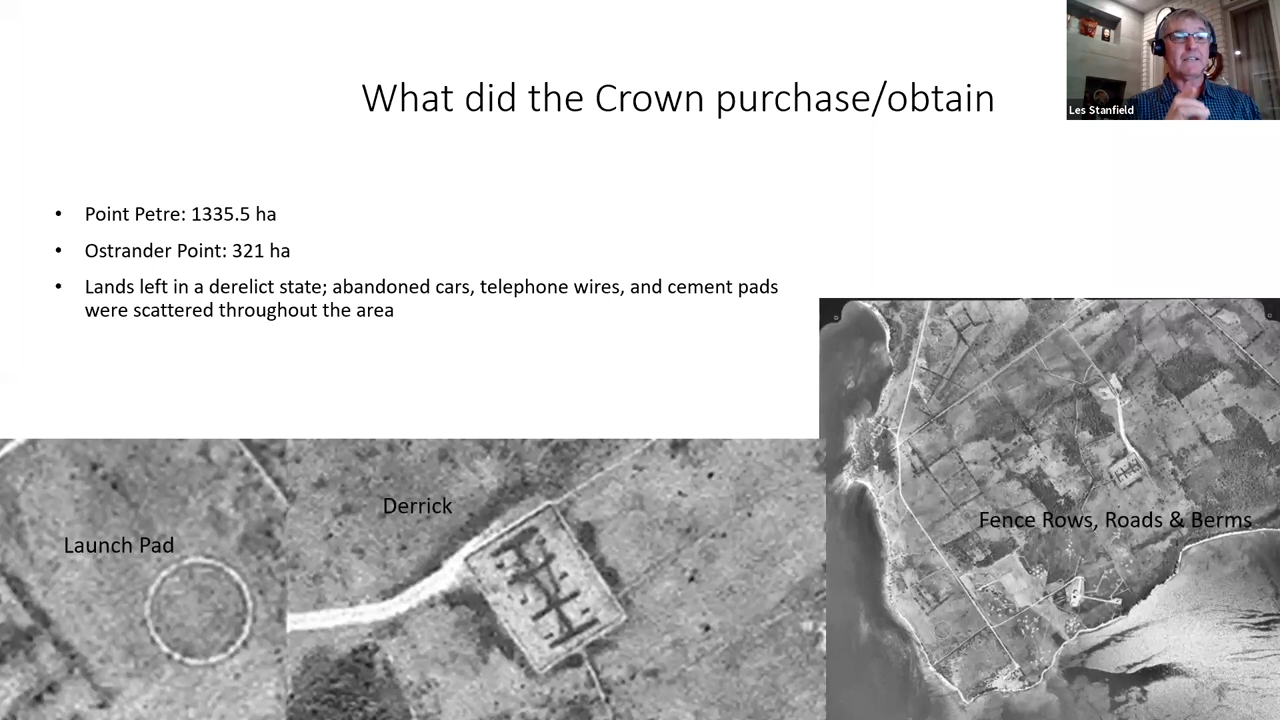 What did the Crown purchase/obtain
Les Stanfield
• Point Petre: 1335.5 ha
• Ostrander Point: 321 ha
• Lands left in a derelict state; abandoned cars, telephone wires, and cement pads
were scattered throughout the area
Derrick
Launch Pad
Fence Rows, Roads & Berms